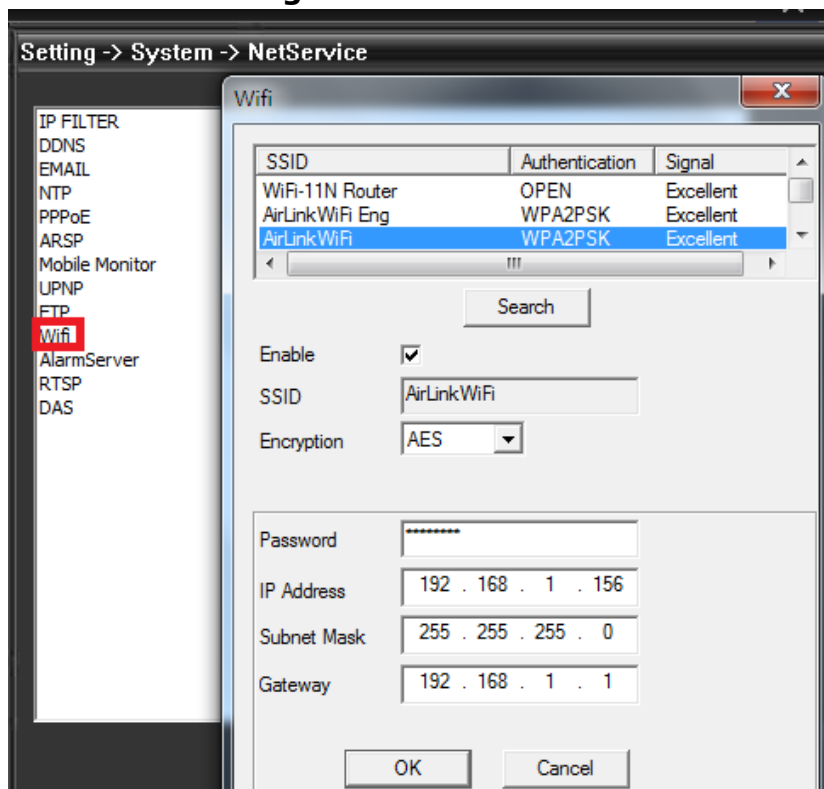 Setting -> System -> NetService
Wifi
IP FILTER
DDNS
EMAIL
NTP
PPPoE
ARSP
Mobile Monitor
UPNP
FTP
Wifi
AlarmServer
RTSP
DAS
SSID Authentication Signal
WiFi-11N Router OPEN Excellent
AirLinkWiFi Eng WPA2PSK Excellent
AirLinkWiFi WPA2PSK Excellent
Search
Enable
SSID AirLinkWiFi
Encryption AES
Password ********
IP Address 192 . 168 . 1 . 156
Subnet Mask 255 . 255 . 255 . 0
Gateway 192 . 168 . 1 . 1
OK Cancel